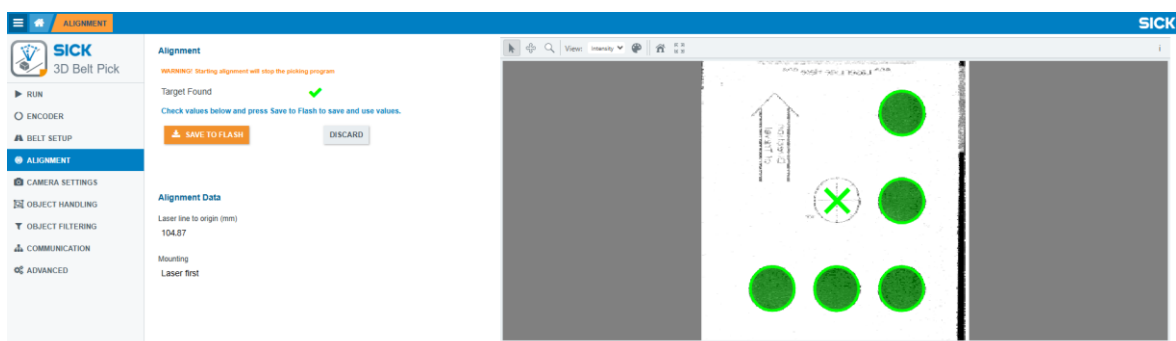 ALIGNMENT
SICK
SICK
3D Belt Pick
RUN
ENCODER
BELT SETUP
ALIGNMENT
CAMERA SETTINGS
OBJECT HANDLING
OBJECT FILTERING
COMMUNICATION
ADVANCED
Alignment
WARNING! Starting alignment will stop the picking program
Target Found
Check values below and press Save to Flash to save and use values.
SAVE TO FLASH
DISCARD
Alignment Data
Laser line to origin (mm)
104.87
Mounting
Laser first
View: Intensity